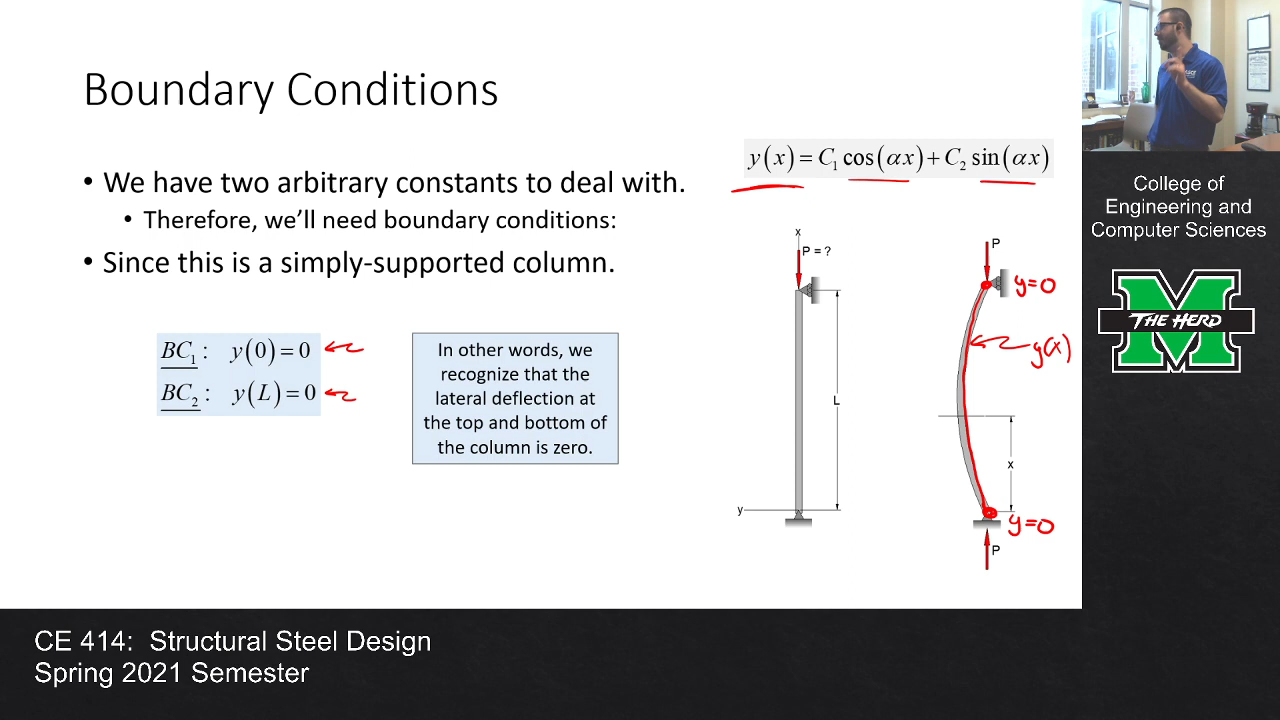 Boundary Conditions
• We have two arbitrary constants to deal with.
• Therefore, we’ll need boundary conditions:
• Since this is a simply-supported column.
BC₁: y(0) = 0
BC₂: y(L) = 0
In other words, we
recognize that the
lateral deflection at
the top and bottom of
the column is zero.
y(x) = C₁ cos(αx) + C₂ sin(αx)
x
P = ?
L
y
P
y=0
y(x)
x
y=0
P
College of
Engineering and
Computer Sciences
THE HERD
CE 414: Structural Steel Design
Spring 2021 Semester